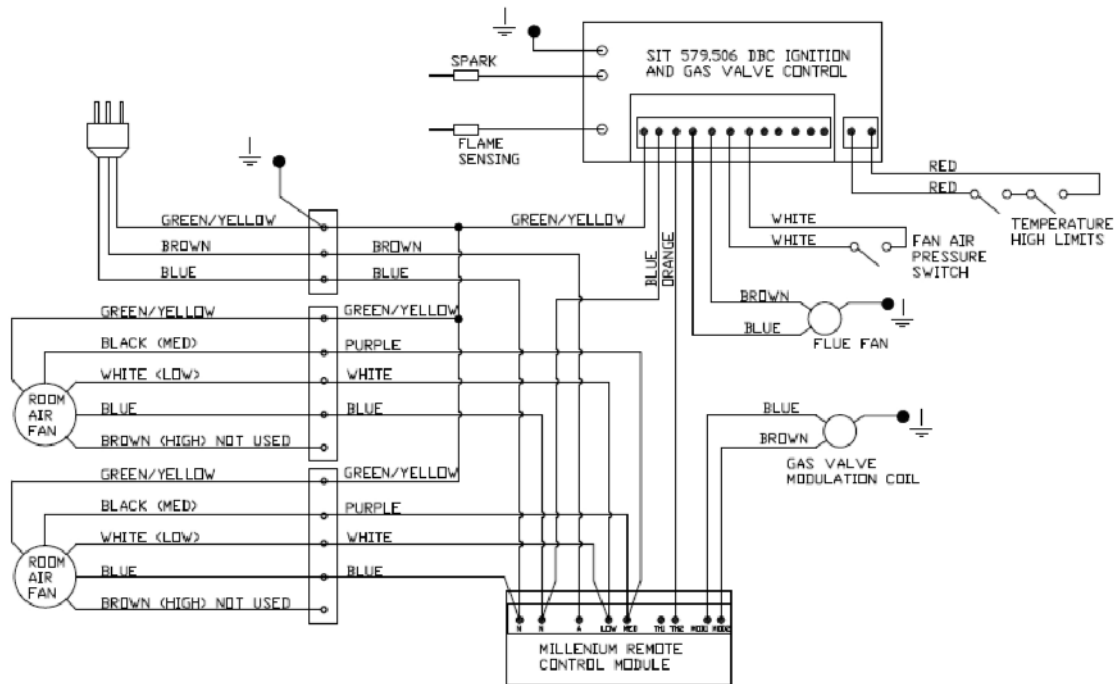 SIT 579.506 DBC IGNITION
AND GAS VALVE CONTROL
SPARK
FLAME
SENSING
RED
RED
TEMPERATURE
HIGH LIMITS
WHITE
WHITE
FAN AIR
PRESSURE
SWITCH
GREEN/YELLOW
GREEN/YELLOW
BROWN
BROWN
BLUE
BLUE
BLUE
ORANGE
BROWN
BLUE
FLUE FAN
GREEN/YELLOW
GREEN/YELLOW
BLACK (MED)
PURPLE
WHITE (LOW)
WHITE
ROOM
AIR
FAN
BLUE
BLUE
BROWN (HIGH) NOT USED
BLUE
BROWN
GAS VALVE
MODULATION COIL
GREEN/YELLOW
GREEN/YELLOW
BLACK (MED)
PURPLE
WHITE (LOW)
WHITE
ROOM
AIR
FAN
BLUE
BLUE
BROWN (HIGH) NOT USED
N N A LOW MED TH1 TH2 MOD1 MOD2
MILLENIUM REMOTE
CONTROL MODULE